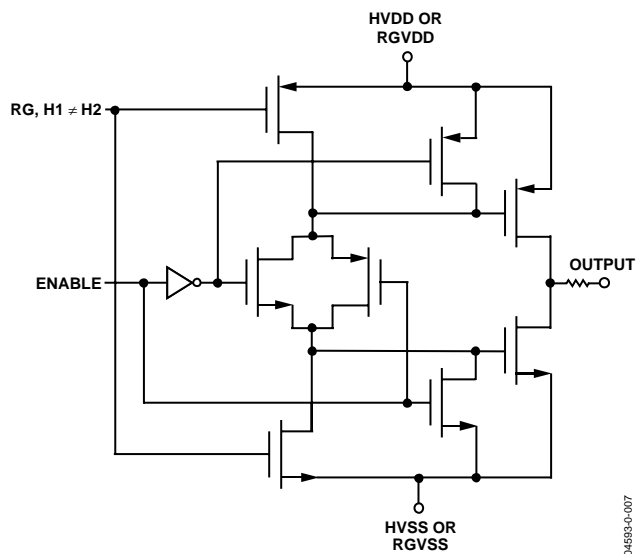 HVDD OR
RGVDD
RG, H1 ≠ H2
OUTPUT
ENABLE
HVSS OR
RGVSS
04593-0-007